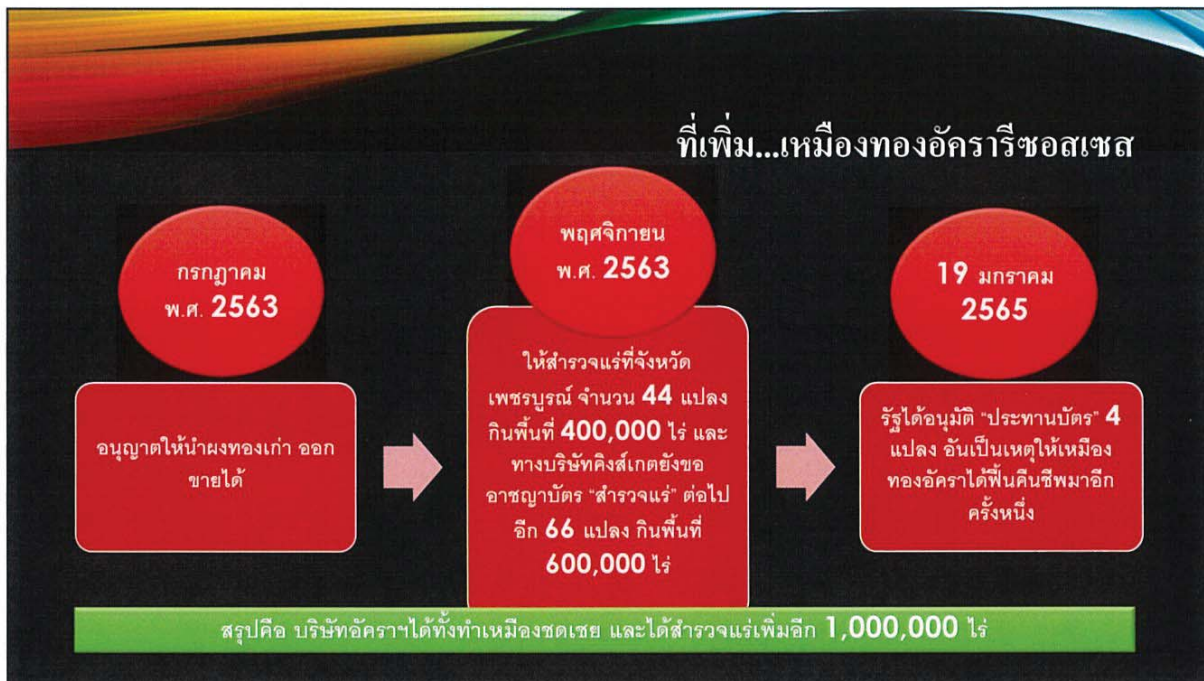 ที่เพิ่ม...เหมืองทองอัครารีซอสเซส
กรกฎาคม
พ.ศ. 2563
อนุญาตให้นำผงทองเก่า ออก
ขายได้
พฤศจิกายน
พ.ศ. 2563
ให้สำรวจแร่ที่จังหวัด
เพชรบูรณ์ จำนวน 44 แปลง
กินพื้นที่ 400,000 ไร่ และ
ทางบริษัทคิงส์เกตยังขอ
อาชญาบัตร "สำรวจแร่" ต่อไป
อีก 66 แปลง กินพื้นที่
600,000 ไร่
19 มกราคม
2565
รัฐได้อนุมัติ "ประทานบัตร" 4
แปลง อันเป็นเหตุให้เหมือง
ทองอัคราได้ฟื้นคืนชีพมาอีก
ครั้งหนึ่ง
สรุปคือ บริษัทอัคราฯได้ทั้งทำเหมืองชดเชย และได้สำรวจแร่เพิ่มอีก 1,000,000 ไร่